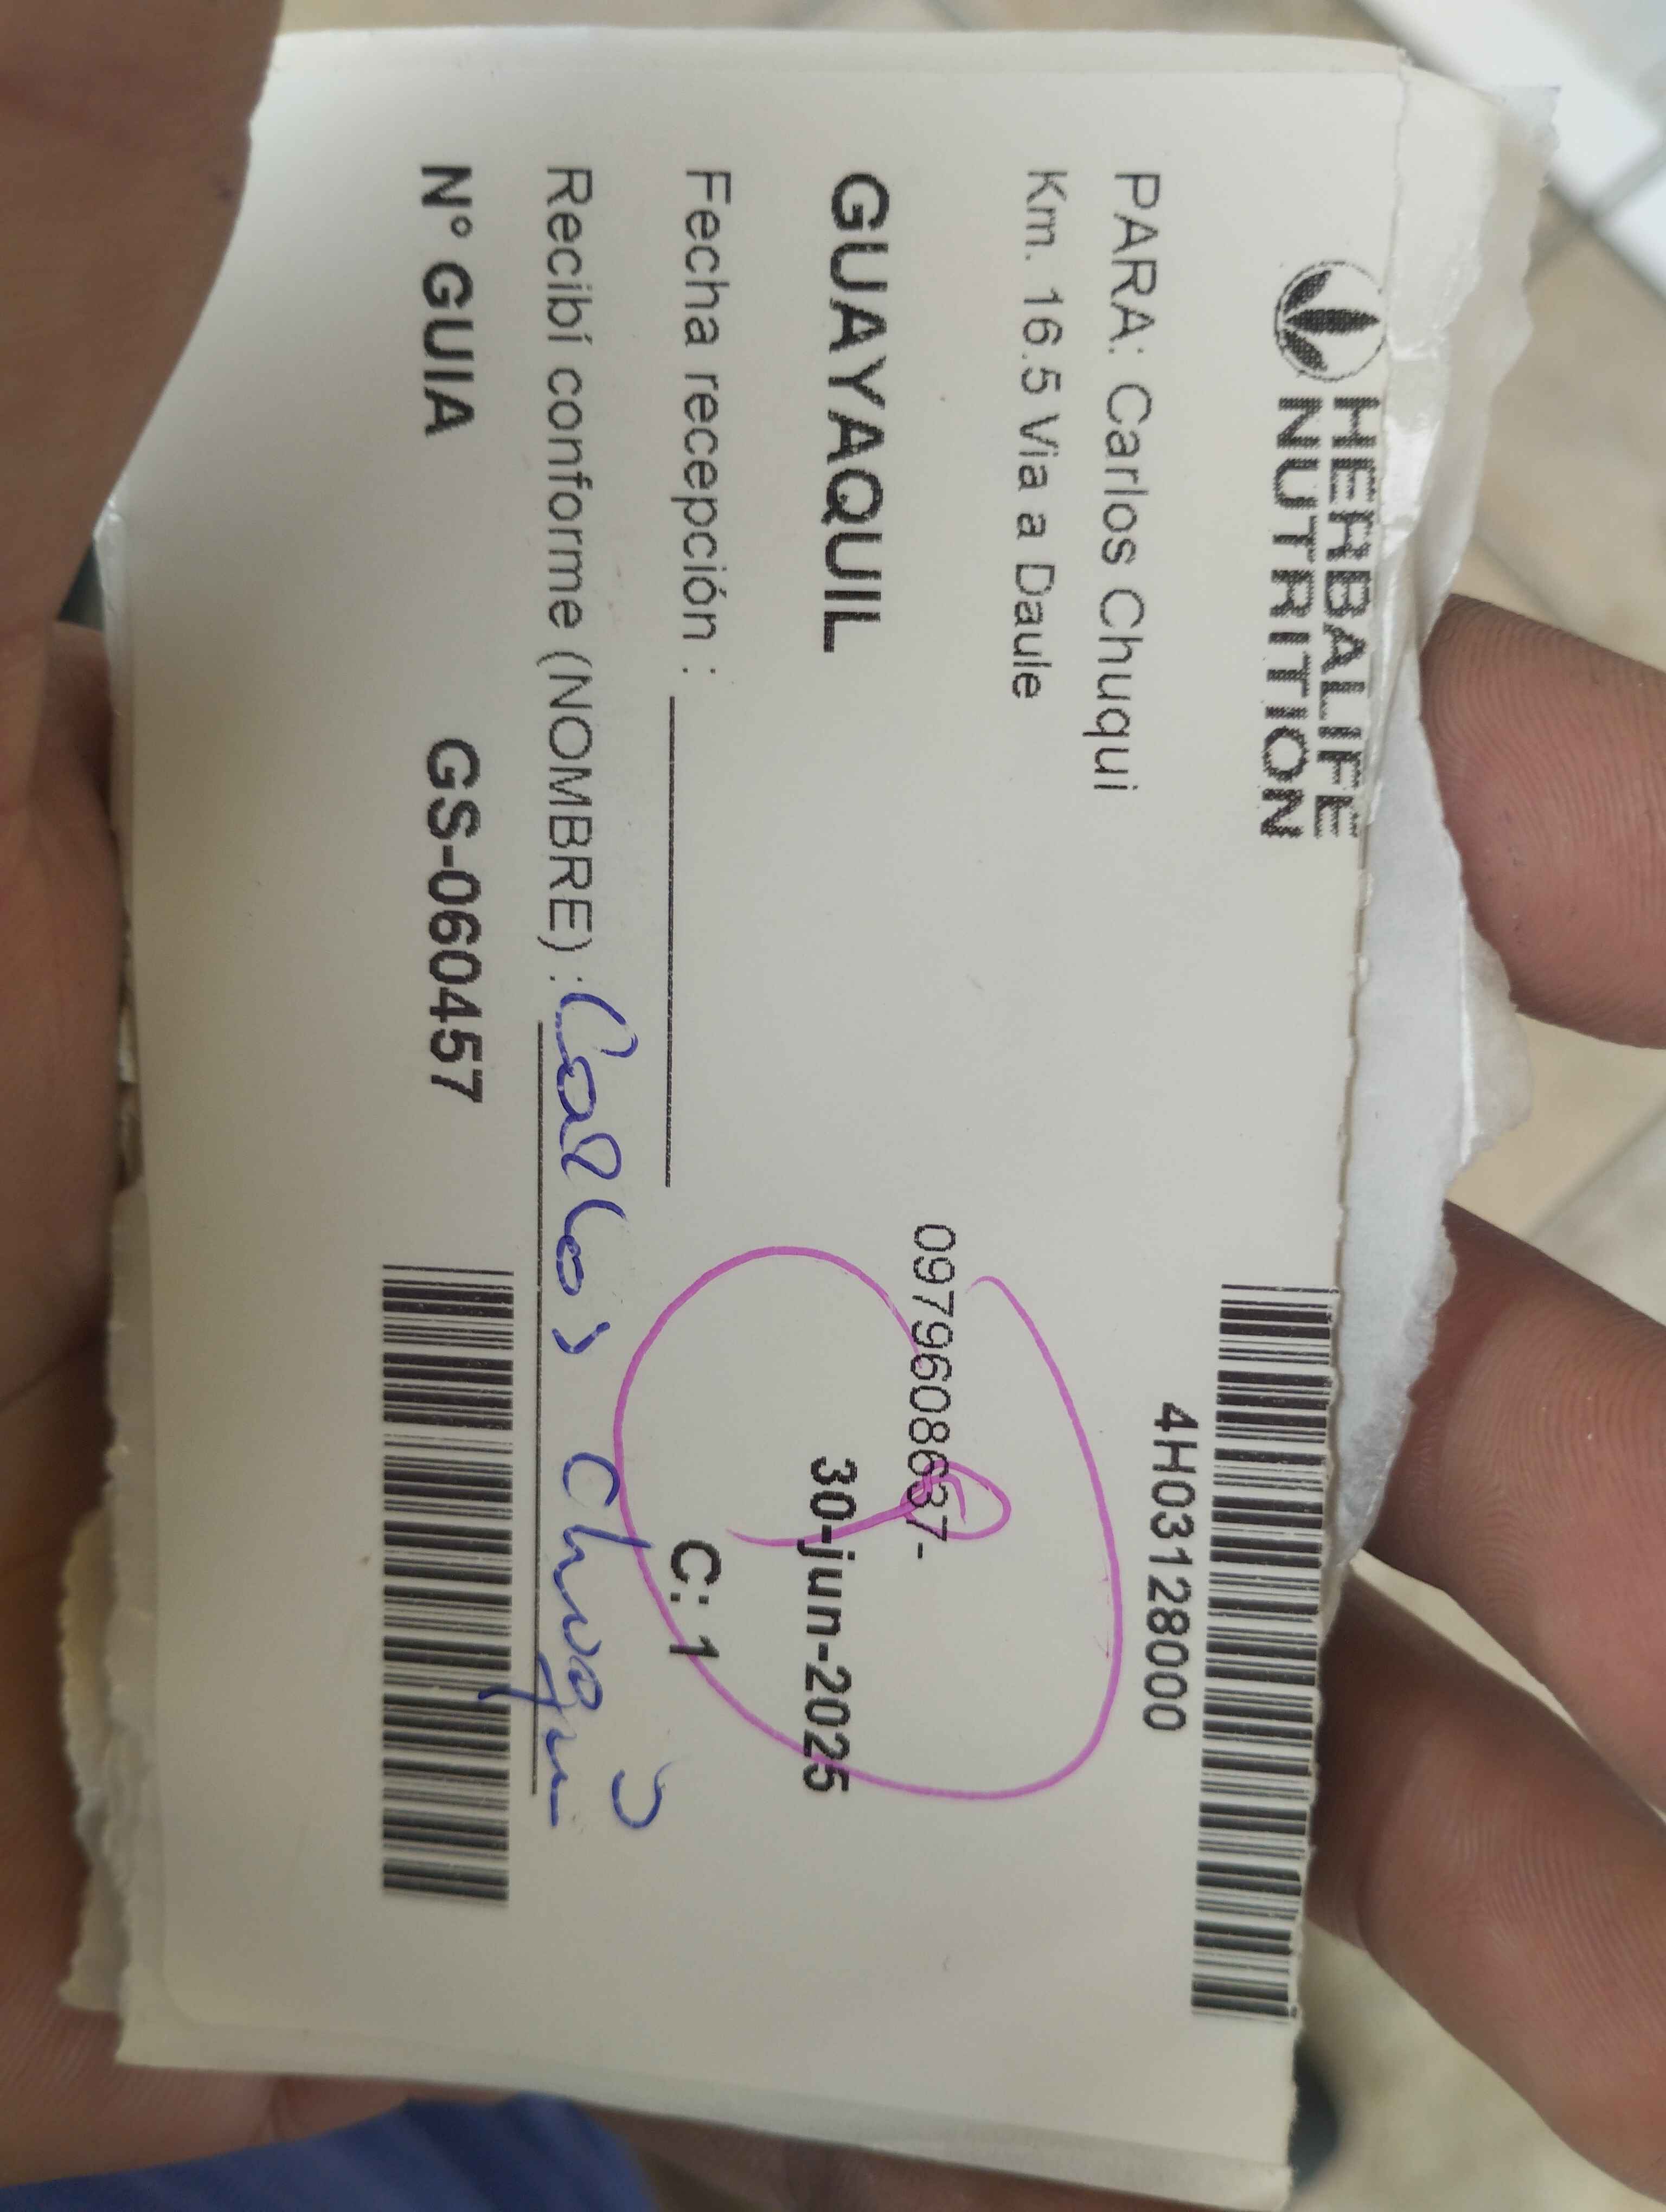 HERBALIFE
NUTRITION
4H03128000
PARA: Carlos Chuqui
Km. 16.5 Via a Daule
0979608637-
GUAYAQUIL
30-jun-2025
Fecha recepción :
C: 1
Recibí conforme (NOMBRE) : Carlos Chuqui
N° GUIA GS-060457